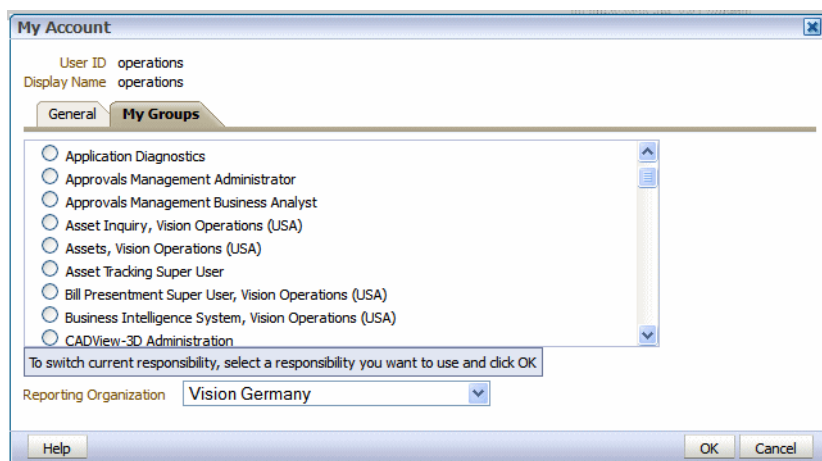 My Account
User ID operations
Display Name operations
General My Groups
Application Diagnostics
Approvals Management Administrator
Approvals Management Business Analyst
Asset Inquiry, Vision Operations (USA)
Assets, Vision Operations (USA)
Asset Tracking Super User
Bill Presentment Super User, Vision Operations (USA)
Business Intelligence System, Vision Operations (USA)
CADView-3D Administration
To switch current responsibility, select a responsibility you want to use and click OK
Reporting Organization Vision Germany
Help OK Cancel